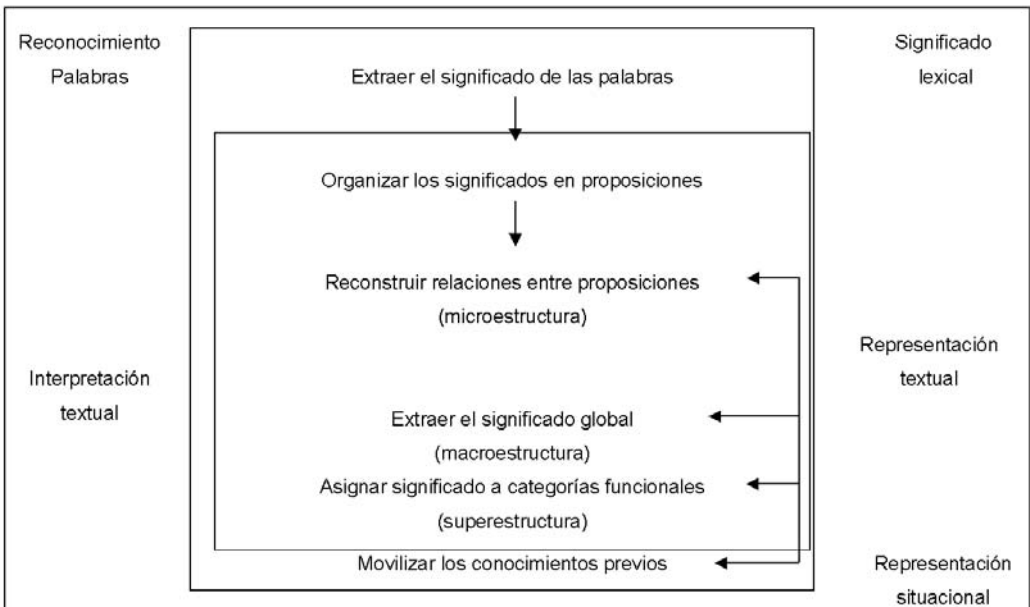 Reconocimiento
Palabras
Extraer el significado de las palabras
Significado
lexical
Organizar los significados en proposiciones
Reconstruir relaciones entre proposiciones
(microestructura)
Interpretación
textual
Representación
textual
Extraer el significado global
(macroestructura)
Asignar significado a categorías funcionales
(superestructura)
Movilizar los conocimientos previos
Representación
situacional